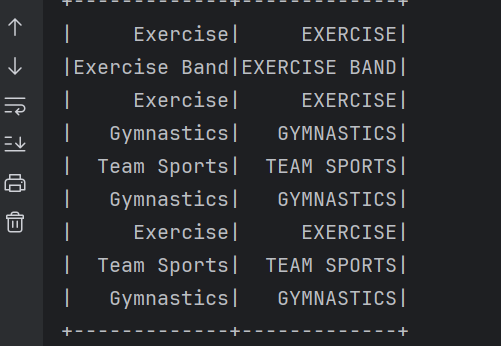 +-------------+-------------+
|     Exercise|     EXERCISE|
|Exercise Band|EXERCISE BAND|
|     Exercise|     EXERCISE|
|   Gymnastics|   GYMNASTICS|
|  Team Sports|  TEAM SPORTS|
|   Gymnastics|   GYMNASTICS|
|     Exercise|     EXERCISE|
|  Team Sports|  TEAM SPORTS|
|   Gymnastics|   GYMNASTICS|
+-------------+-------------+